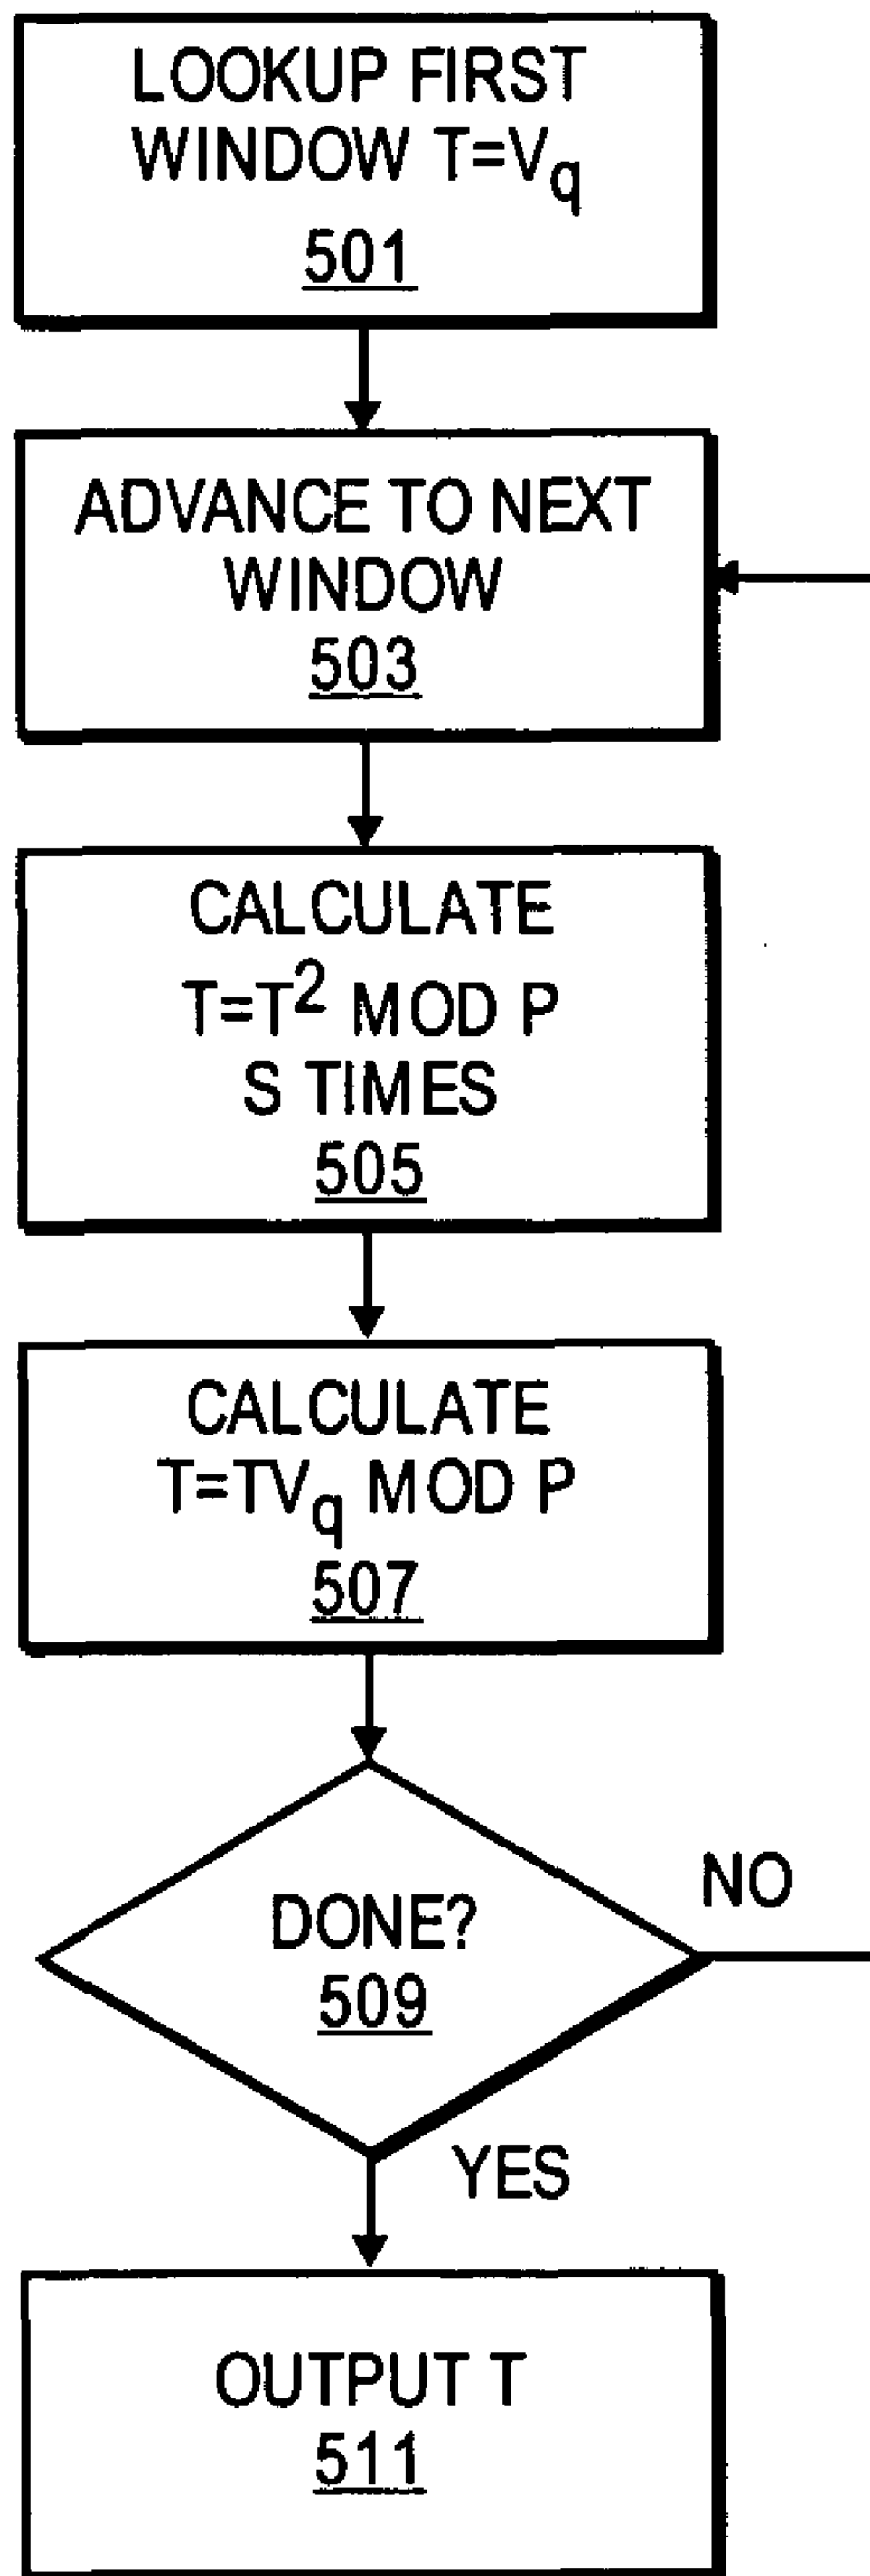 LOOKUP FIRST
WINDOW T=Vq
501
ADVANCE TO NEXT
WINDOW
503
CALCULATE
T=T² MOD P
S TIMES
505
CALCULATE
T=TVq MOD P
507
DONE?
509
NO
YES
OUTPUT T
511